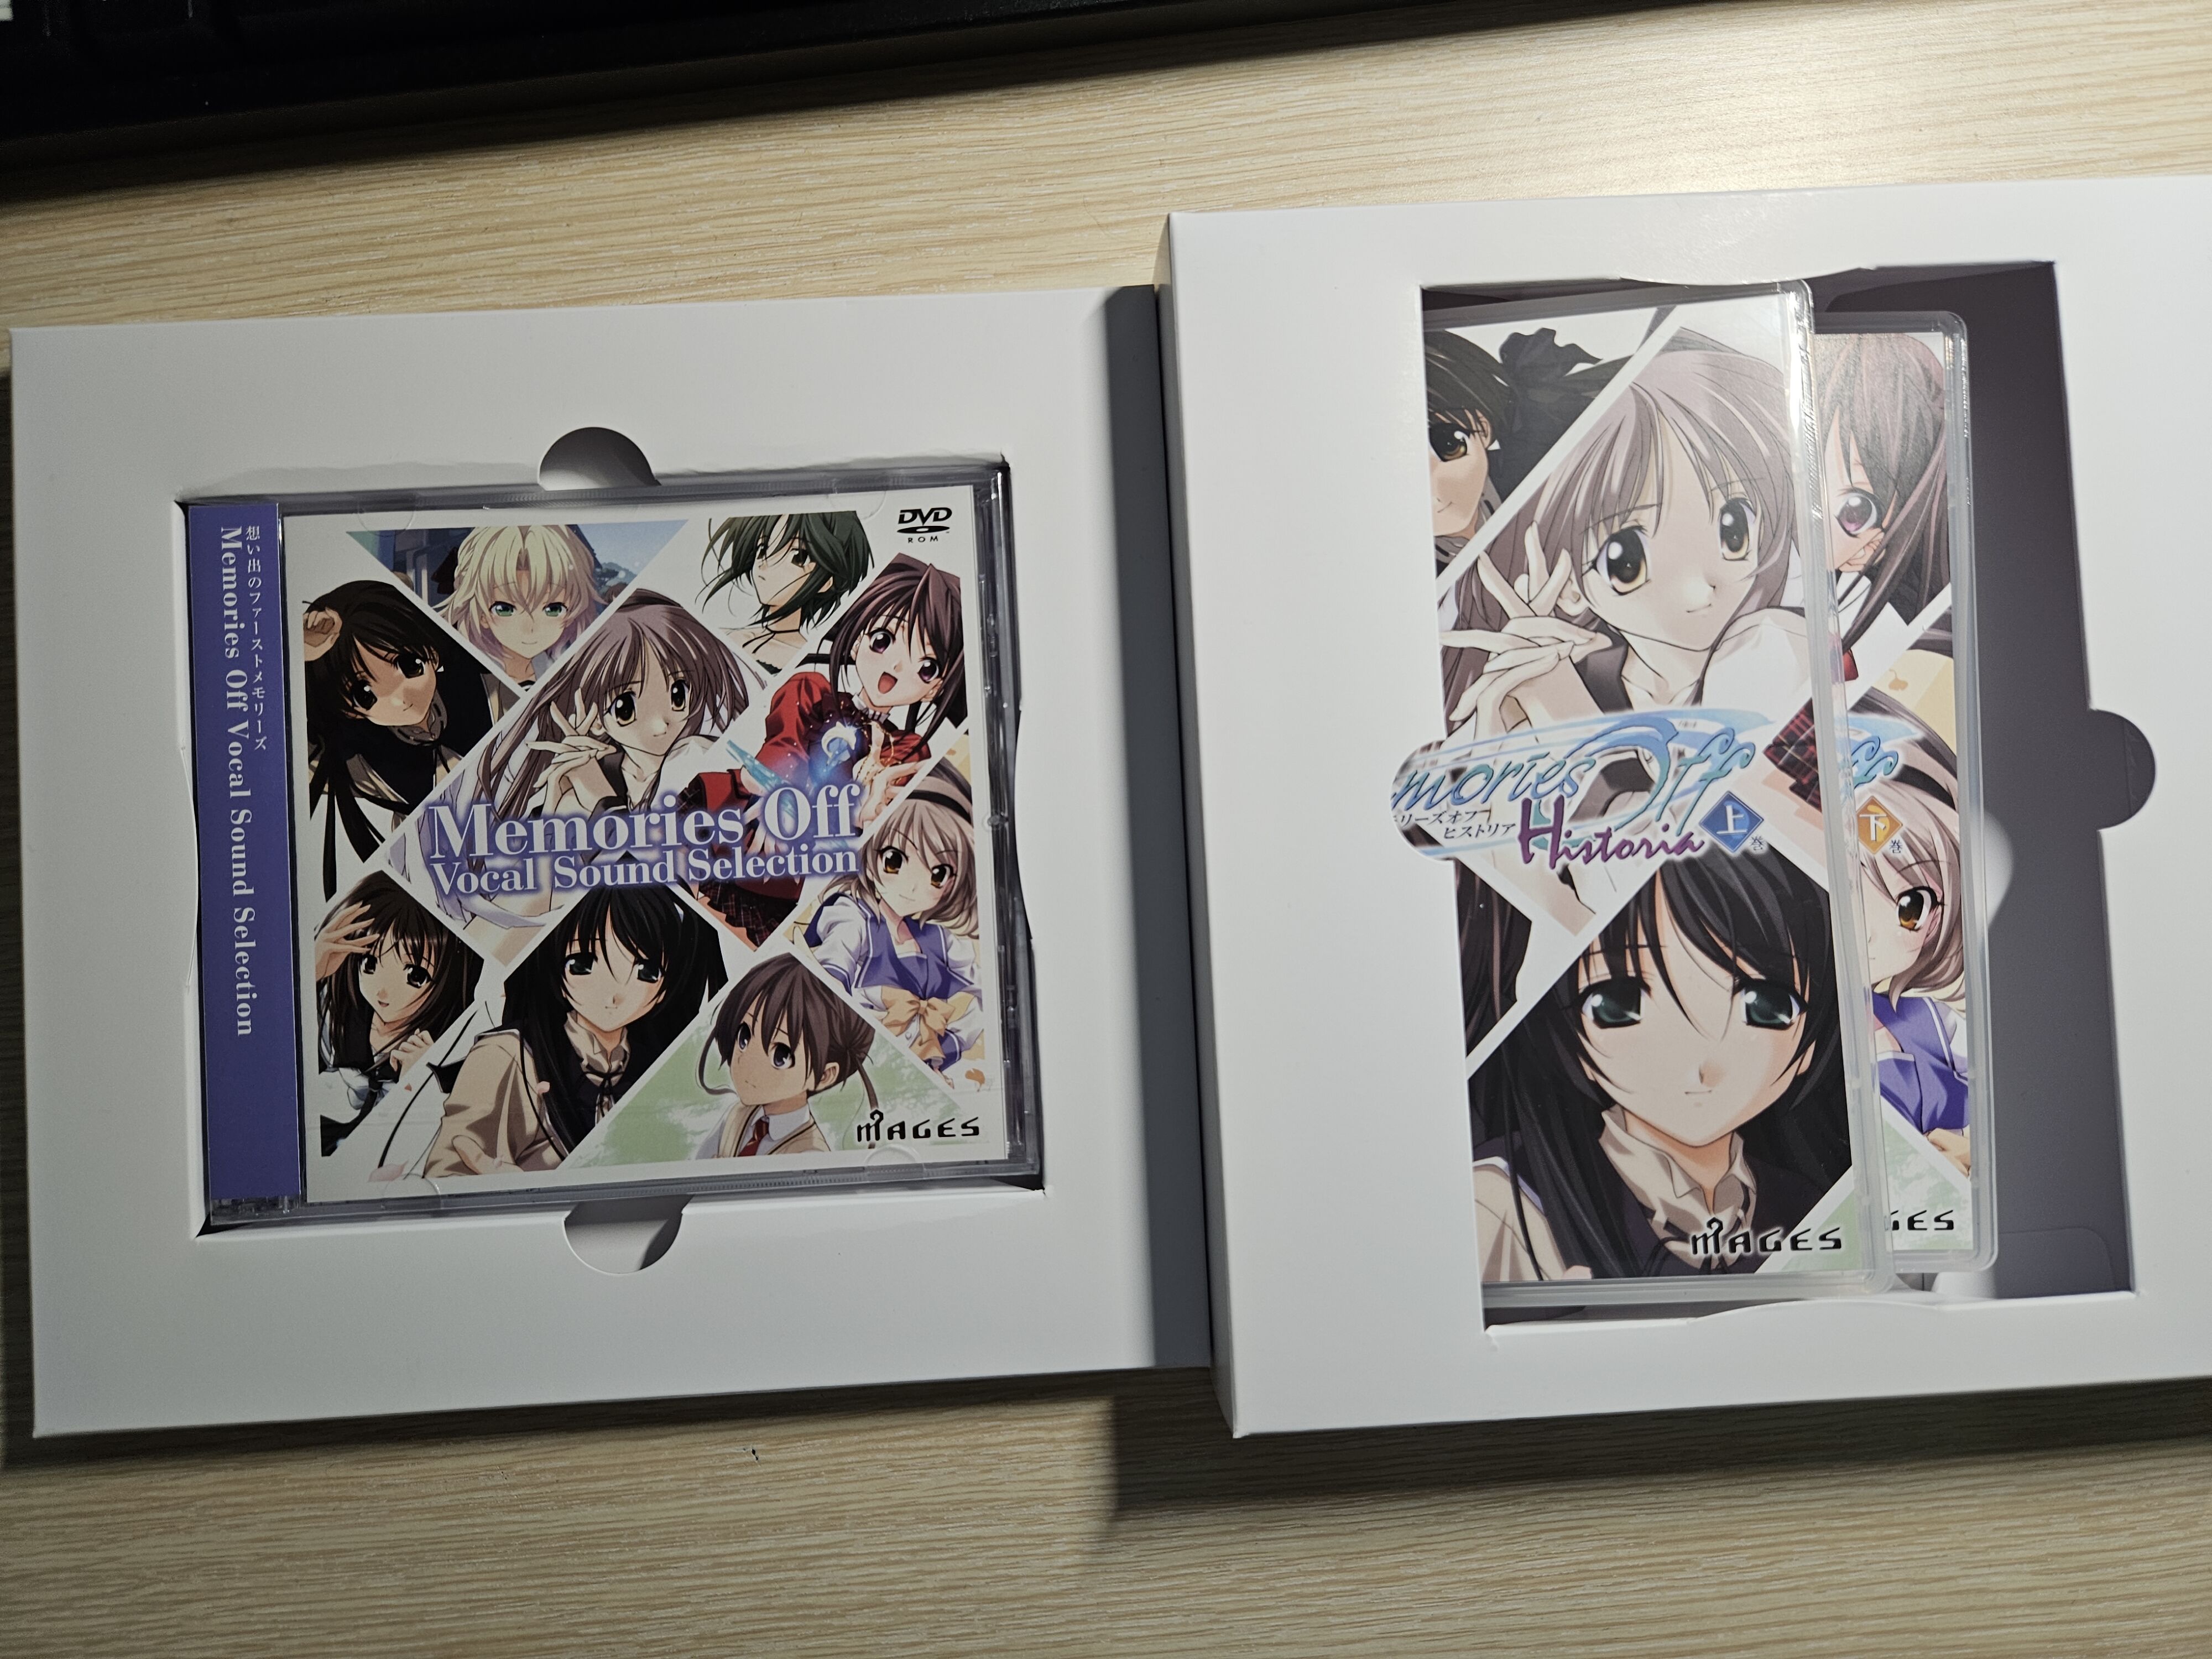 想い出のファーストメモリーズ
Memories Off Vocal Sound Selection
DVD
ROM
Memories Off
Vocal Sound Selection
MAGES
mories Off
リーズオフ
ヒストリア
Historia
上
巻
MAGES
下
巻
GES